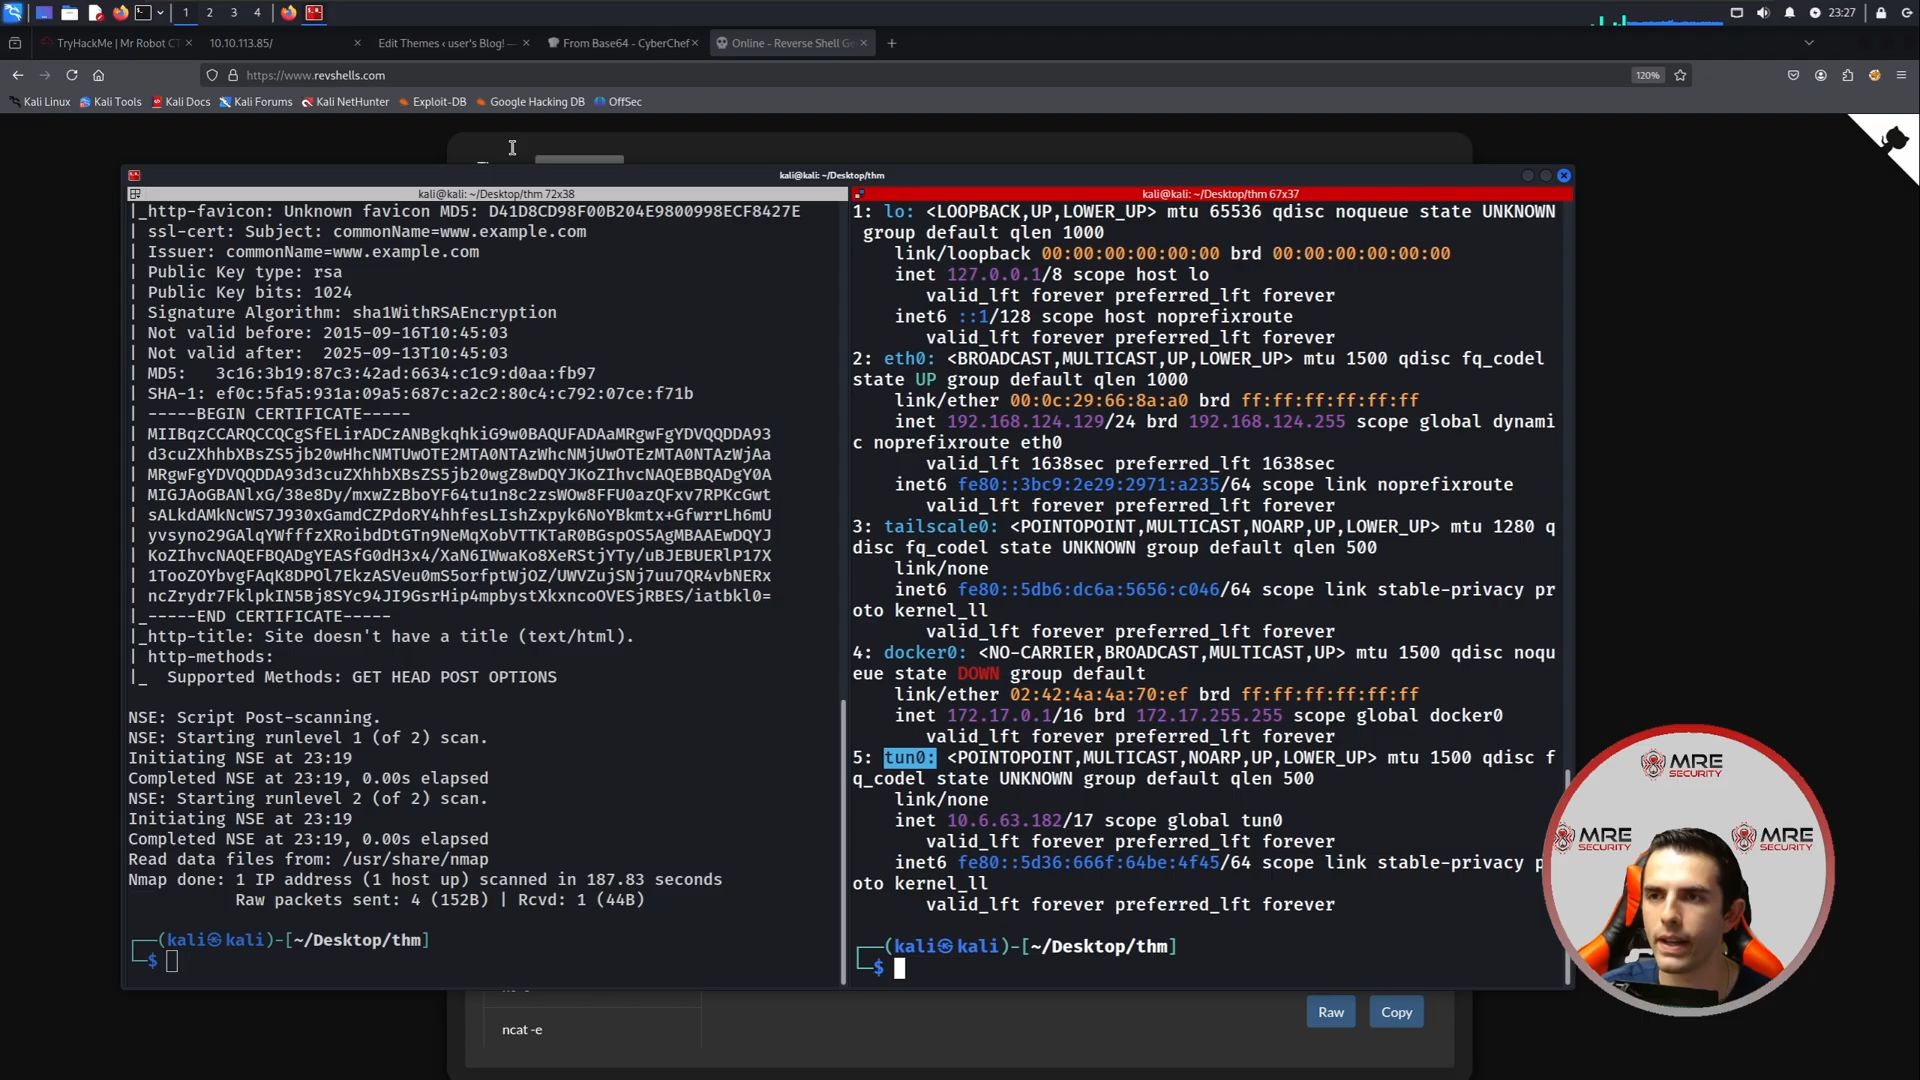 1 2 3 4
23:27
TryHackMe | Mr Robot CT
10.10.113.85/
Edit Themes ‹ user's Blog! —
From Base64 - CyberChef
Online - Reverse Shell Ge
https://www.revshells.com
120%
Kali Linux
Kali Tools
Kali Docs
Kali Forums
Kali NetHunter
Exploit-DB
Google Hacking DB
OffSec
kali@kali: ~/Desktop/thm
kali@kali: ~/Desktop/thm 72x38
|_http-favicon: Unknown favicon MD5: D41D8CD98F00B204E9800998ECF8427E
| ssl-cert: Subject: commonName=www.example.com
| Issuer: commonName=www.example.com
| Public Key type: rsa
| Public Key bits: 1024
| Signature Algorithm: sha1WithRSAEncryption
| Not valid before: 2015-09-16T10:45:03
| Not valid after:  2025-09-13T10:45:03
| MD5:   3c16:3b19:87c3:42ad:6634:c1c9:d0aa:fb97
| SHA-1: ef0c:5fa5:931a:09a5:687c:a2c2:80c4:c792:07ce:f71b
| -----BEGIN CERTIFICATE-----
| MIIBqzCCARQCCQCgSfELirADCzANBgkqhkiG9w0BAQUFADAaMRgwFgYDVQQDDA93
| d3cuZXhhbXBsZS5jb20wHhcNMTUwOTE2MTA0NTAzWhcNMjUwOTEzMTA0NTAzWjAa
| MRgwFgYDVQQDDA93d3cuZXhhbXBsZS5jb20wgZ8wDQYJKoZIhvcNAQEBBQADgY0A
| MIGJAoGBANlxG/38e8Dy/mxwZzBboYF64tu1n8c2zsWOw8FFU0azQFxv7RPKcGwt
| sALkdAMkNcWS7J930xGamdCZPdoRY4hhfesLIshZxpyk6NoYBkmtx+GfwrrLh6mU
| yvsyno29GAlqYWfffzXRoibdDtGTn9NeMqXobVTTKTaR0BGspOS5AgMBAAEwDQYJ
| KoZIhvcNAQEFBQADgYEASfG0dH3x4/XaN6IWwaKo8XeRStjYTy/uBJEBUERlP17X
| 1TooZOYbvgFAqK8DPOl7EkzASVeu0mS5orfptWjOZ/UWVZujSNj7uu7QR4vbNERx
| ncZrydr7FklpkIN5Bj8SYc94JI9GsrHip4mpbystXkxncoOVESjRBES/iatbkl0=
|_-----END CERTIFICATE-----
|_http-title: Site doesn't have a title (text/html).
| http-methods:
|_  Supported Methods: GET HEAD POST OPTIONS
NSE: Script Post-scanning.
NSE: Starting runlevel 1 (of 2) scan.
Initiating NSE at 23:19
Completed NSE at 23:19, 0.00s elapsed
NSE: Starting runlevel 2 (of 2) scan.
Initiating NSE at 23:19
Completed NSE at 23:19, 0.00s elapsed
Read data files from: /usr/share/nmap
Nmap done: 1 IP address (1 host up) scanned in 187.83 seconds
Raw packets sent: 4 (152B) | Rcvd: 1 (44B)
┌──(kali㉿kali)-[~/Desktop/thm]
└─$
kali@kali: ~/Desktop/thm 67x37
1: lo: <LOOPBACK,UP,LOWER_UP> mtu 65536 qdisc noqueue state UNKNOWN
group default qlen 1000
link/loopback 00:00:00:00:00:00 brd 00:00:00:00:00:00
inet 127.0.0.1/8 scope host lo
valid_lft forever preferred_lft forever
inet6 ::1/128 scope host noprefixroute
valid_lft forever preferred_lft forever
2: eth0: <BROADCAST,MULTICAST,UP,LOWER_UP> mtu 1500 qdisc fq_codel
state UP group default qlen 1000
link/ether 00:0c:29:66:8a:a0 brd ff:ff:ff:ff:ff:ff
inet 192.168.124.129/24 brd 192.168.124.255 scope global dynami
c noprefixroute eth0
valid_lft 1638sec preferred_lft 1638sec
inet6 fe80::3bc9:2e29:2971:a235/64 scope link noprefixroute
valid_lft forever preferred_lft forever
3: tailscale0: <POINTOPOINT,MULTICAST,NOARP,UP,LOWER_UP> mtu 1280 q
disc fq_codel state UNKNOWN group default qlen 500
link/none
inet6 fe80::5db6:dc6a:5656:c046/64 scope link stable-privacy pr
oto kernel_ll
valid_lft forever preferred_lft forever
4: docker0: <NO-CARRIER,BROADCAST,MULTICAST,UP> mtu 1500 qdisc noqu
eue state DOWN group default
link/ether 02:42:4a:4a:70:ef brd ff:ff:ff:ff:ff:ff
inet 172.17.0.1/16 brd 172.17.255.255 scope global docker0
valid_lft forever preferred_lft forever
5: tun0: <POINTOPOINT,MULTICAST,NOARP,UP,LOWER_UP> mtu 1500 qdisc f
q_codel state UNKNOWN group default qlen 500
link/none
inet 10.6.63.182/17 scope global tun0
valid_lft forever preferred_lft forever
inet6 fe80::5d36:666f:64be:4f45/64 scope link stable-privacy p
oto kernel_ll
valid_lft forever preferred_lft forever
┌──(kali㉿kali)-[~/Desktop/thm]
└─$
ncat -e
Raw
Copy
MRE
SECURITY
MRE
SECURITY
MRE
SECURITY